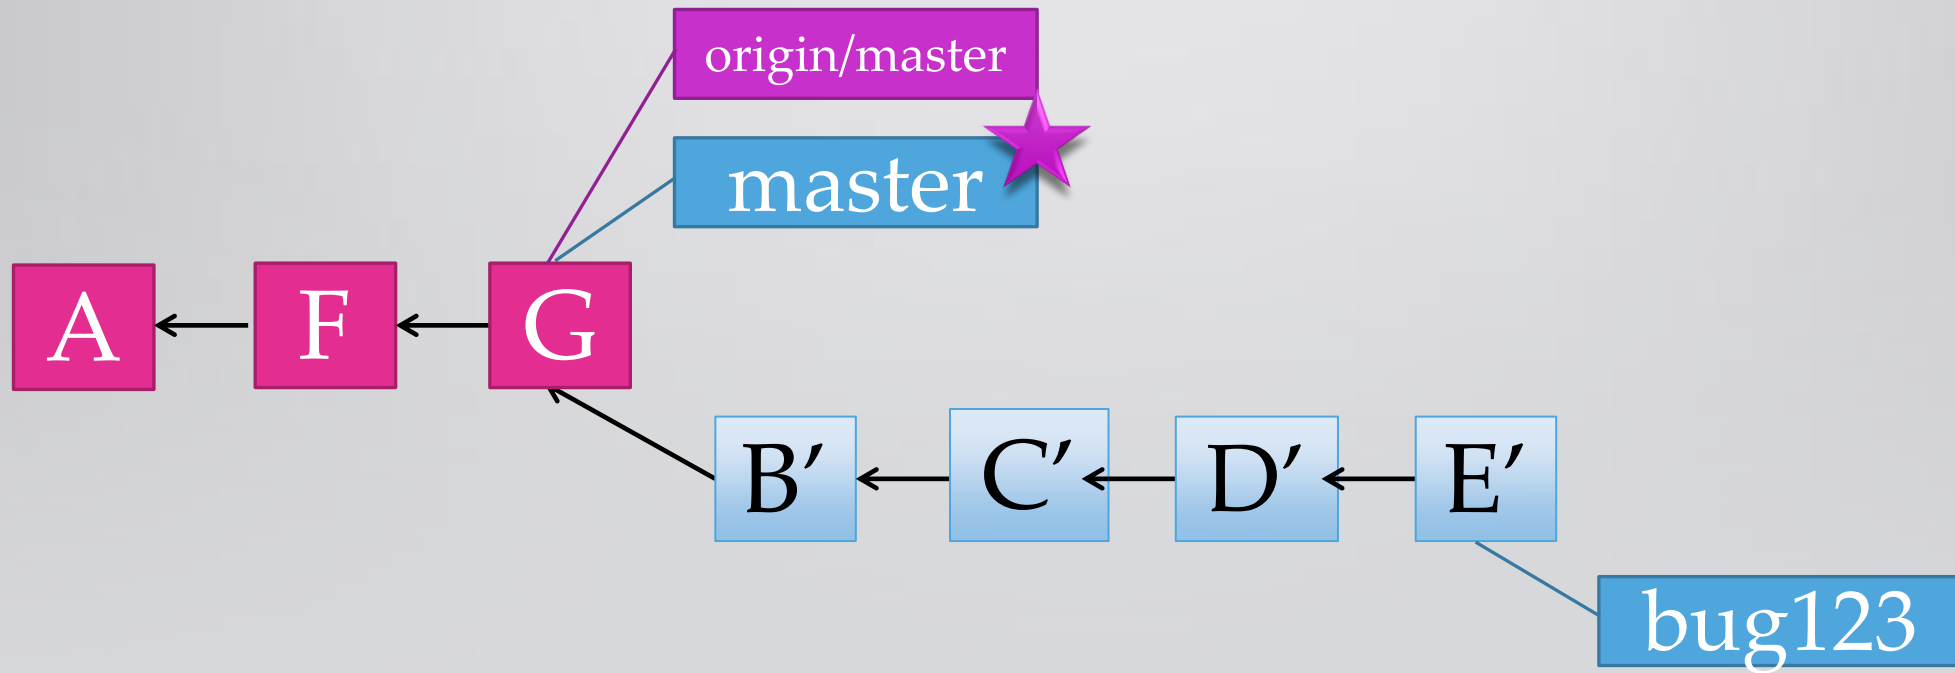 origin/master
master
A
F
G
B′
C′
D′
E′
bug123